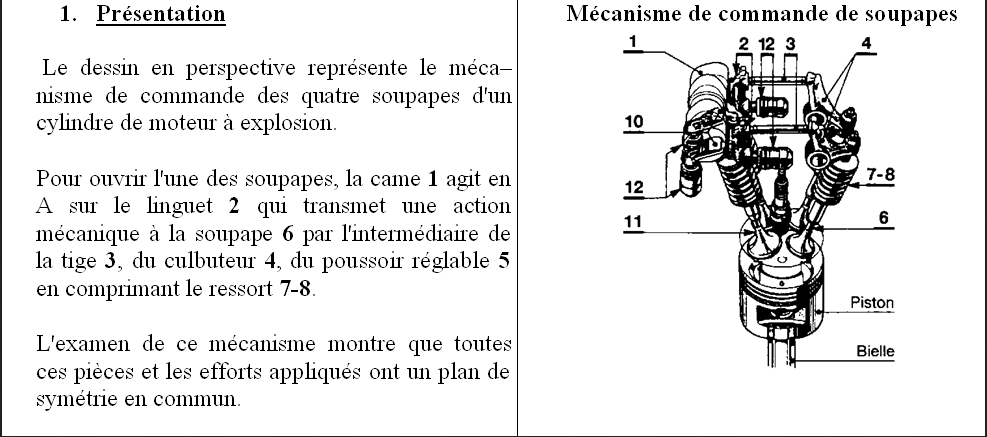 1. Présentation
Le dessin en perspective représente le méca–
nisme de commande des quatre soupapes d'un
cylindre de moteur à explosion.
Pour ouvrir l'une des soupapes, la came 1 agit en
A sur le linguet 2 qui transmet une action
mécanique à la soupape 6 par l'intermédiaire de
la tige 3, du culbuteur 4, du poussoir réglable 5
en comprimant le ressort 7-8.
L'examen de ce mécanisme montre que toutes
ces pièces et les efforts appliqués ont un plan de
symétrie en commun.
Mécanisme de commande de soupapes
1 2 12 3 4
10
7-8
12
6
11
Piston
Bielle